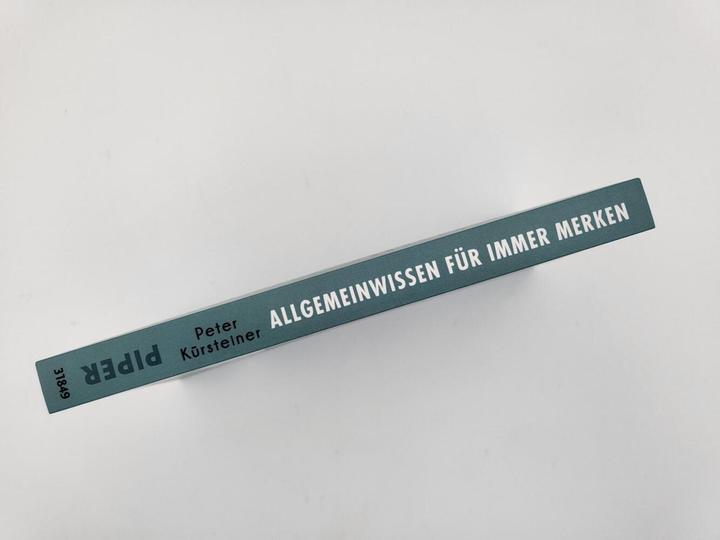 31849
PIPER
Peter
Kürsteiner
ALLGEMEINWISSEN FÜR IMMER MERKEN